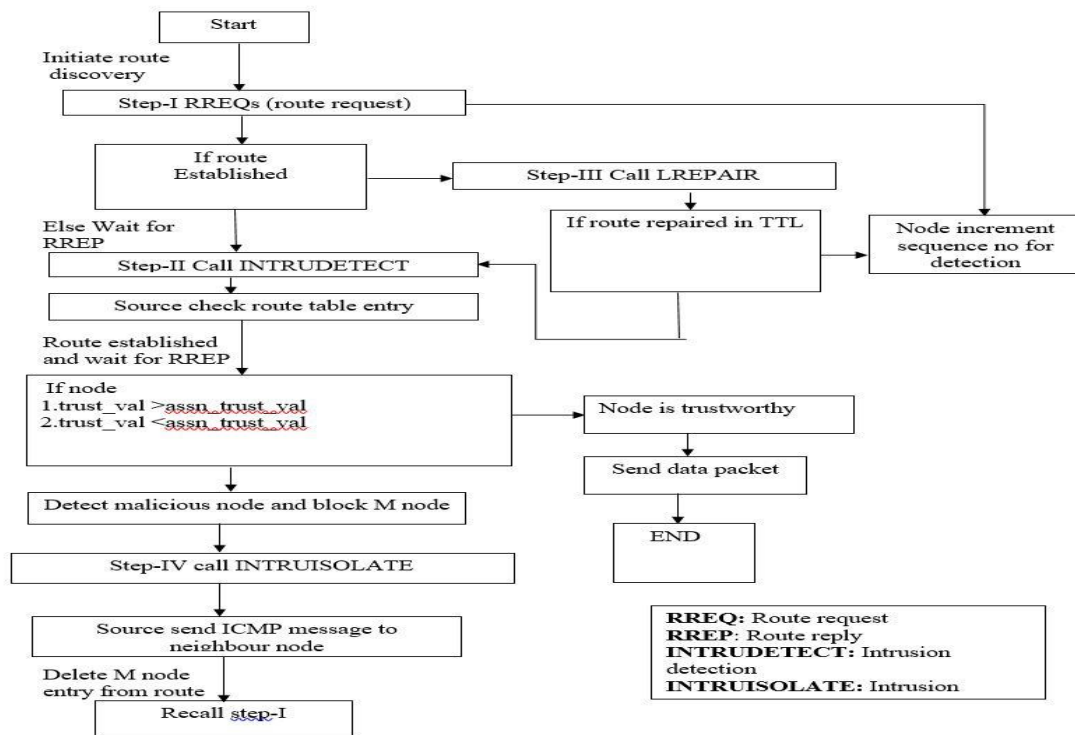 Start
Initiate route
discovery
Step-I RREQs (route request)
If route
Established
Step-III Call LREPAIR
Else Wait for
RREP
If route repaired in TTL
Node increment
sequence no for
detection
Step-II Call INTRUDETECT
Source check route table entry
Route established
and wait for RREP
If node
1.trust_val >assn_trust_val
2.trust_val <assn_trust_val
Node is trustworthy
Send data packet
Detect malicious node and block M node
END
Step-IV call INTRUISOLATE
Source send ICMP message to
neighbour node
RREQ: Route request
RREP: Route reply
INTRUDETECT: Intrusion
detection
INTRUISOLATE: Intrusion
Delete M node
entry from route
Recall step-I